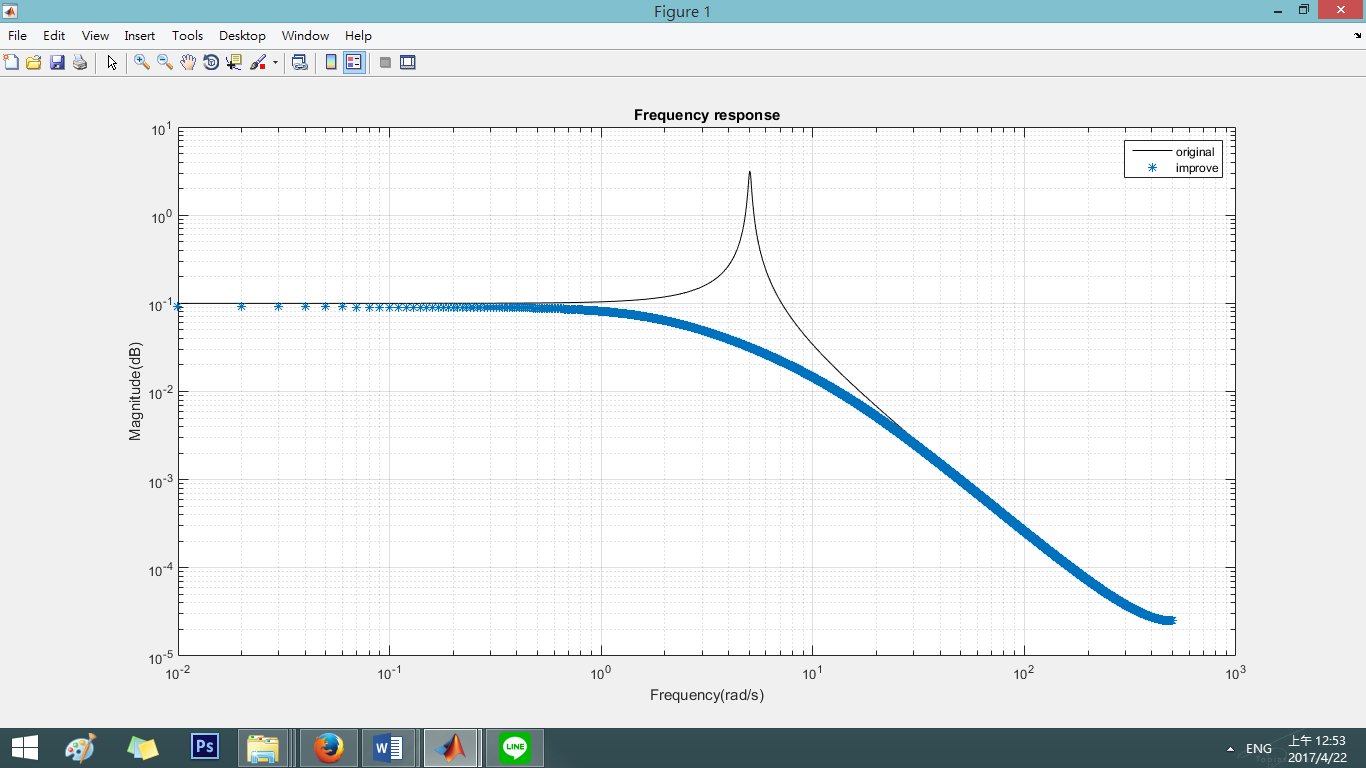 Figure 1
File Edit View Insert Tools Desktop Window Help
Frequency response
original
improve
Magnitude(dB)
10^1
10^0
10^-1
10^-2
10^-3
10^-4
10^-5
10^-2 10^-1 10^0 10^1 10^2 10^3
Frequency(rad/s)
Ps
W
LINE
ENG
上午 12:53
2017/4/22